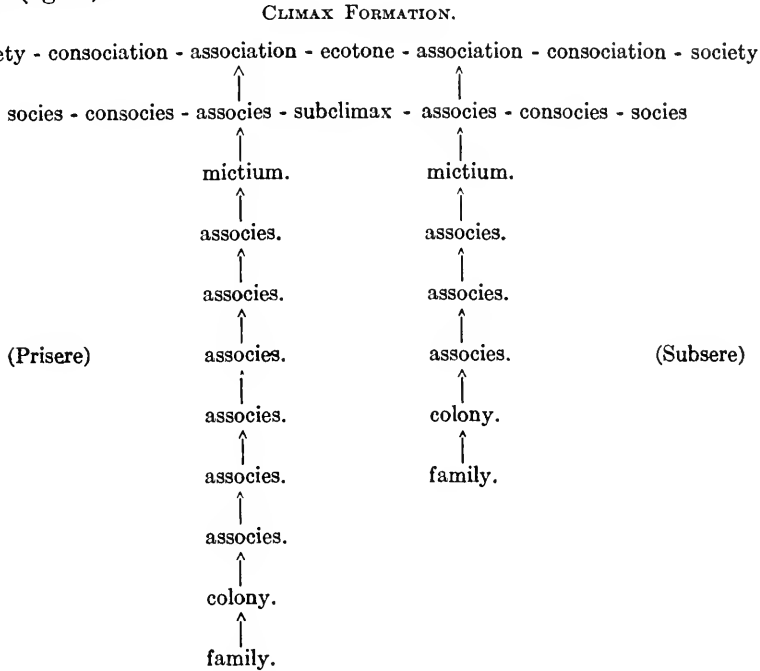 CLIMAX FORMATION.
ety - consociation - association - ecotone - association - consociation - society
socies - consocies - associes - subclimax - associes - consocies - socies
mictium. mictium.
associes. associes.
associes. associes.
(Prisere) associes. associes. (Subsere)
associes. colony.
associes. family.
associes.
colony.
family.